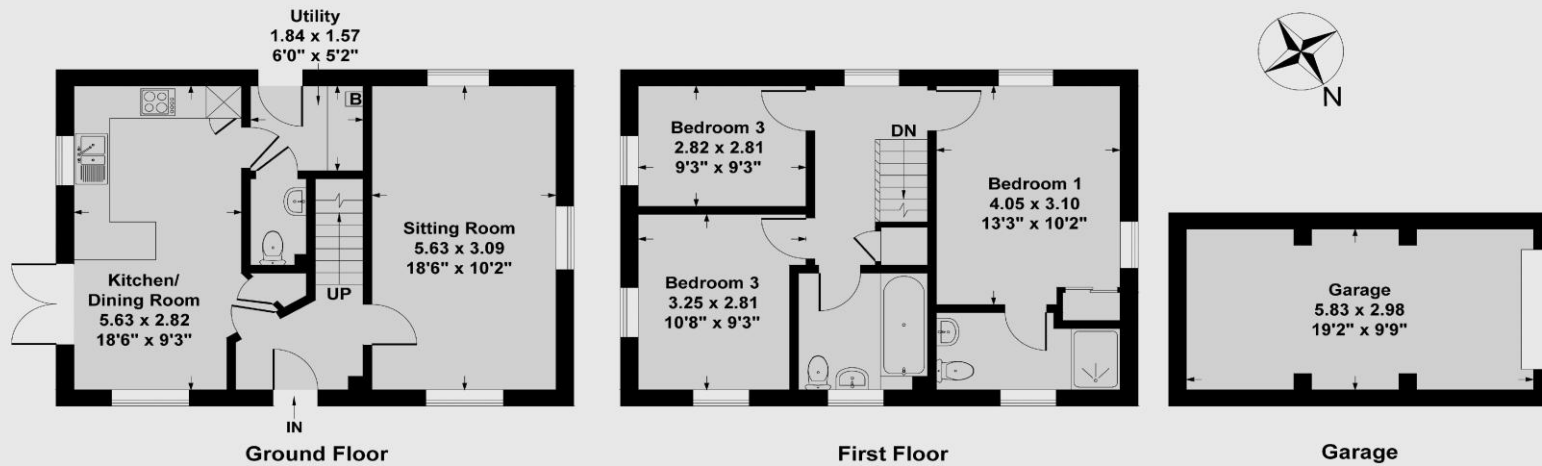 Utility
1.84 x 1.57
6'0" x 5'2"
B
Kitchen/
Dining Room
5.63 x 2.82
18'6" x 9'3"
UP
Sitting Room
5.63 x 3.09
18'6" x 10'2"
IN
Ground Floor
Bedroom 3
2.82 x 2.81
9'3" x 9'3"
DN
Bedroom 1
4.05 x 3.10
13'3" x 10'2"
Bedroom 3
3.25 x 2.81
10'8" x 9'3"
First Floor
N
Garage
5.83 x 2.98
19'2" x 9'9"
Garage